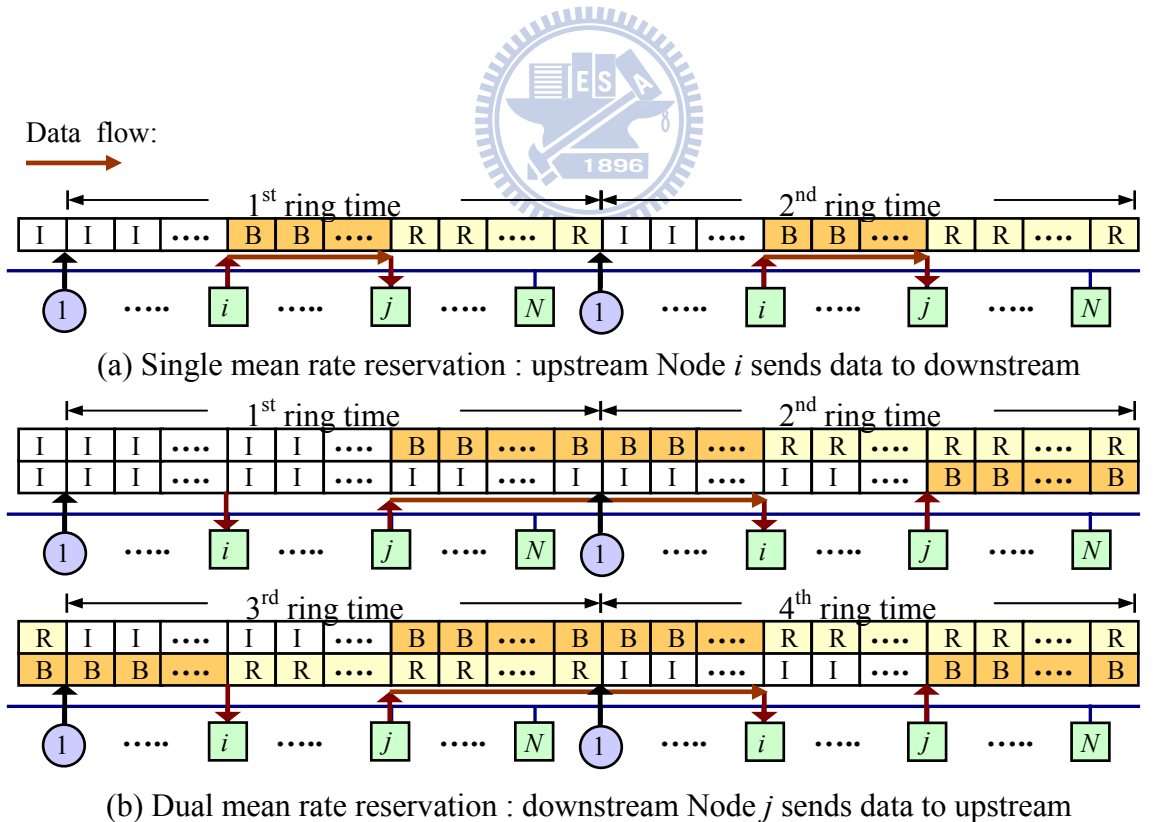 E S A
1896
Data flow:
1st ring time 2nd ring time
I I I .... B B .... R R .... R I I .... B B .... R R .... R
1 ..... i ..... j ..... N 1 ..... i ..... j ..... N
(a) Single mean rate reservation : upstream Node i sends data to downstream
1st ring time 2nd ring time
I I I .... I I .... B B .... B B B .... R R .... R R .... R
I I I .... I I .... I I .... I I I .... I I .... B B .... B
1 ..... i ..... j ..... N 1 ..... i ..... j ..... N
3rd ring time 4th ring time
R I I .... I I .... B B .... B B B .... R R .... R R .... R
B B B .... R R .... R R .... R I I .... I I .... B B .... B
1 ..... i ..... j ..... N 1 ..... i ..... j ..... N
(b) Dual mean rate reservation : downstream Node j sends data to upstream